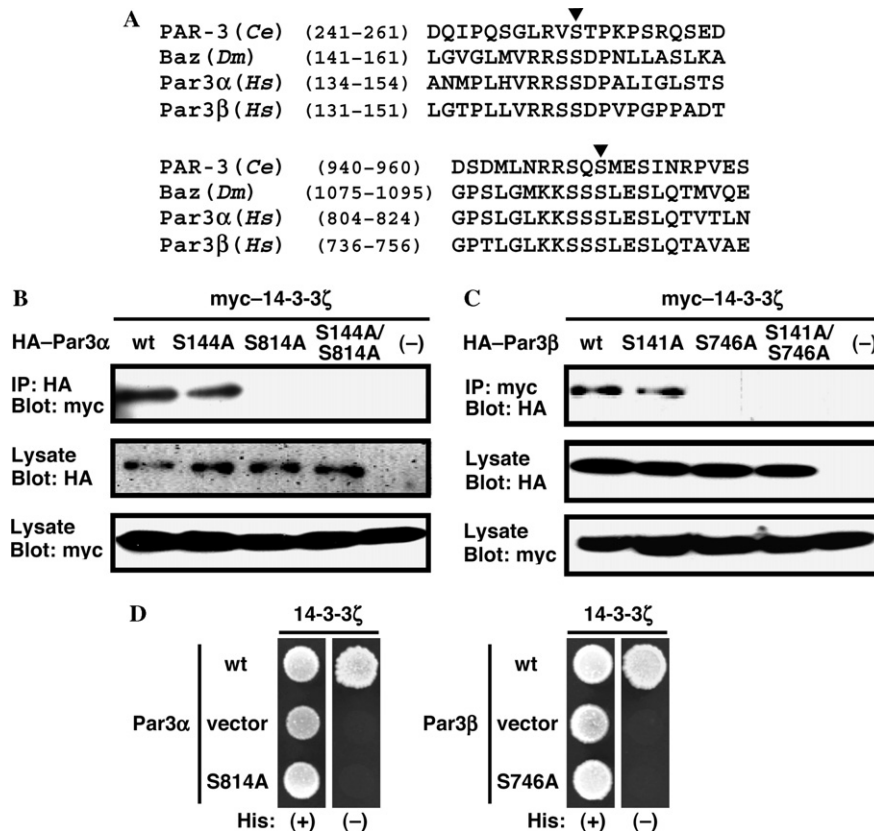 A
PAR-3(Ce) (241–261) DQIPQSGLRVSTPKPSRQSED
Baz(Dm) (141–161) LGVGLMVRRSSDPNLLASLKA
Par3α(Hs) (134–154) ANMPLHVRRSSDPALIGLSTS
Par3β(Hs) (131–151) LGTPLLVRRSSDPVPGPPADT
PAR-3(Ce) (940–960) DSDMLNRRSQSMESINRPVES
Baz(Dm) (1075–1095) GPSLGMKKSSSLESLQTMVQE
Par3α(Hs) (804–824) GPSLGLKKSSSLESLQTVTLN
Par3β(Hs) (736–756) GPTLGLKKSSSLESLQTAVAE
B
myc–14-3-3ζ
HA–Par3α wt S144A S814A S144A/S814A (–)
IP: HA
Blot: myc
Lysate
Blot: HA
Lysate
Blot: myc
C
myc–14-3-3ζ
HA–Par3β wt S141A S746A S141A/S746A (–)
IP: myc
Blot: HA
Lysate
Blot: HA
Lysate
Blot: myc
D
14-3-3ζ
Par3α
wt
vector
S814A
His: (+) (–)
14-3-3ζ
Par3β
wt
vector
S746A
His: (+) (–)